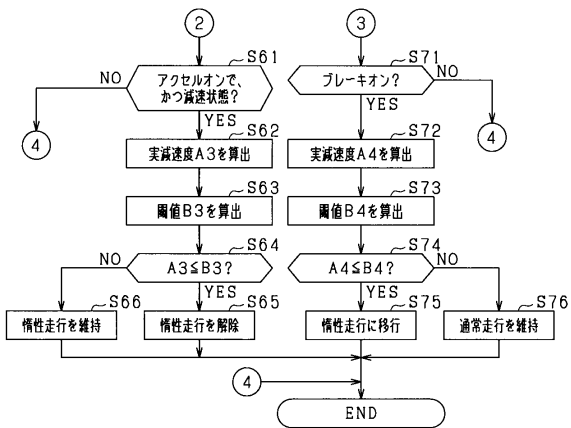 2
3
S61
S71
NO
アクセルオンで、
かつ減速状態?
ブレーキオン?
NO
4
YES
YES
4
S62
S72
実減速度A3を算出
実減速度A4を算出
S63
S73
閾値B3を算出
閾値B4を算出
S64
S74
NO
A3≦B3?
A4≦B4?
NO
S66
YES
S65
YES
S75
S76
惰性走行を維持
惰性走行を解除
惰性走行に移行
通常走行を維持
4
END